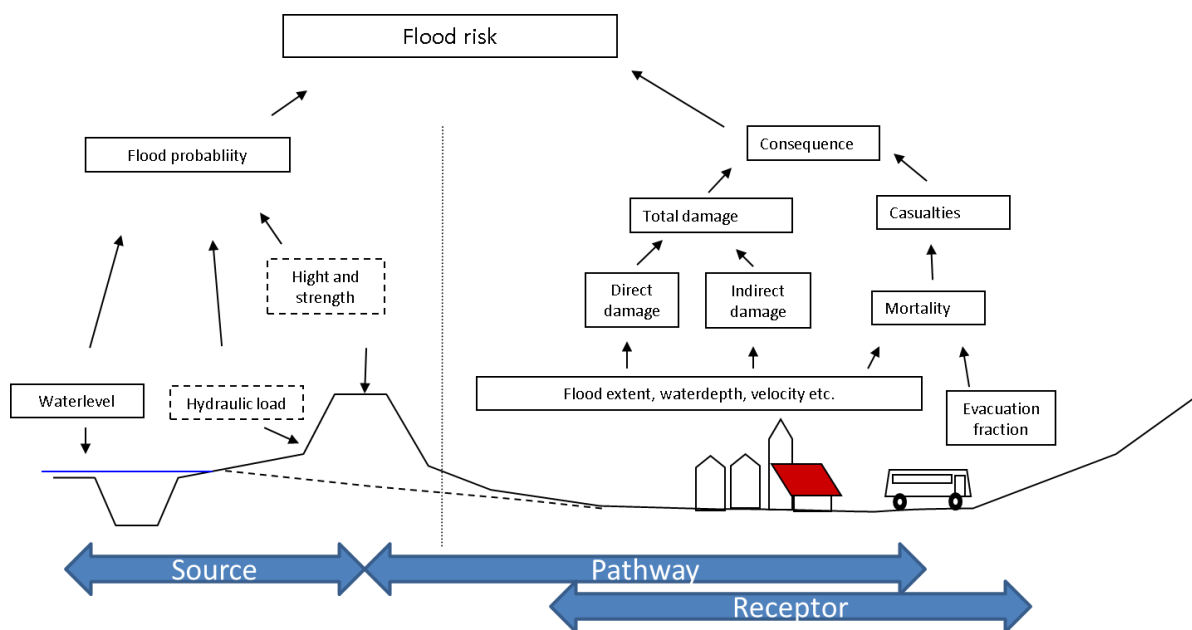 Flood risk
Flood probabliity
Consequence
Total damage
Casualties
Hight and
strength
Direct
damage
Indirect
damage
Mortality
Waterlevel
Hydraulic load
Flood extent, waterdepth, velocity etc.
Evacuation
fraction
Source
Pathway
Receptor